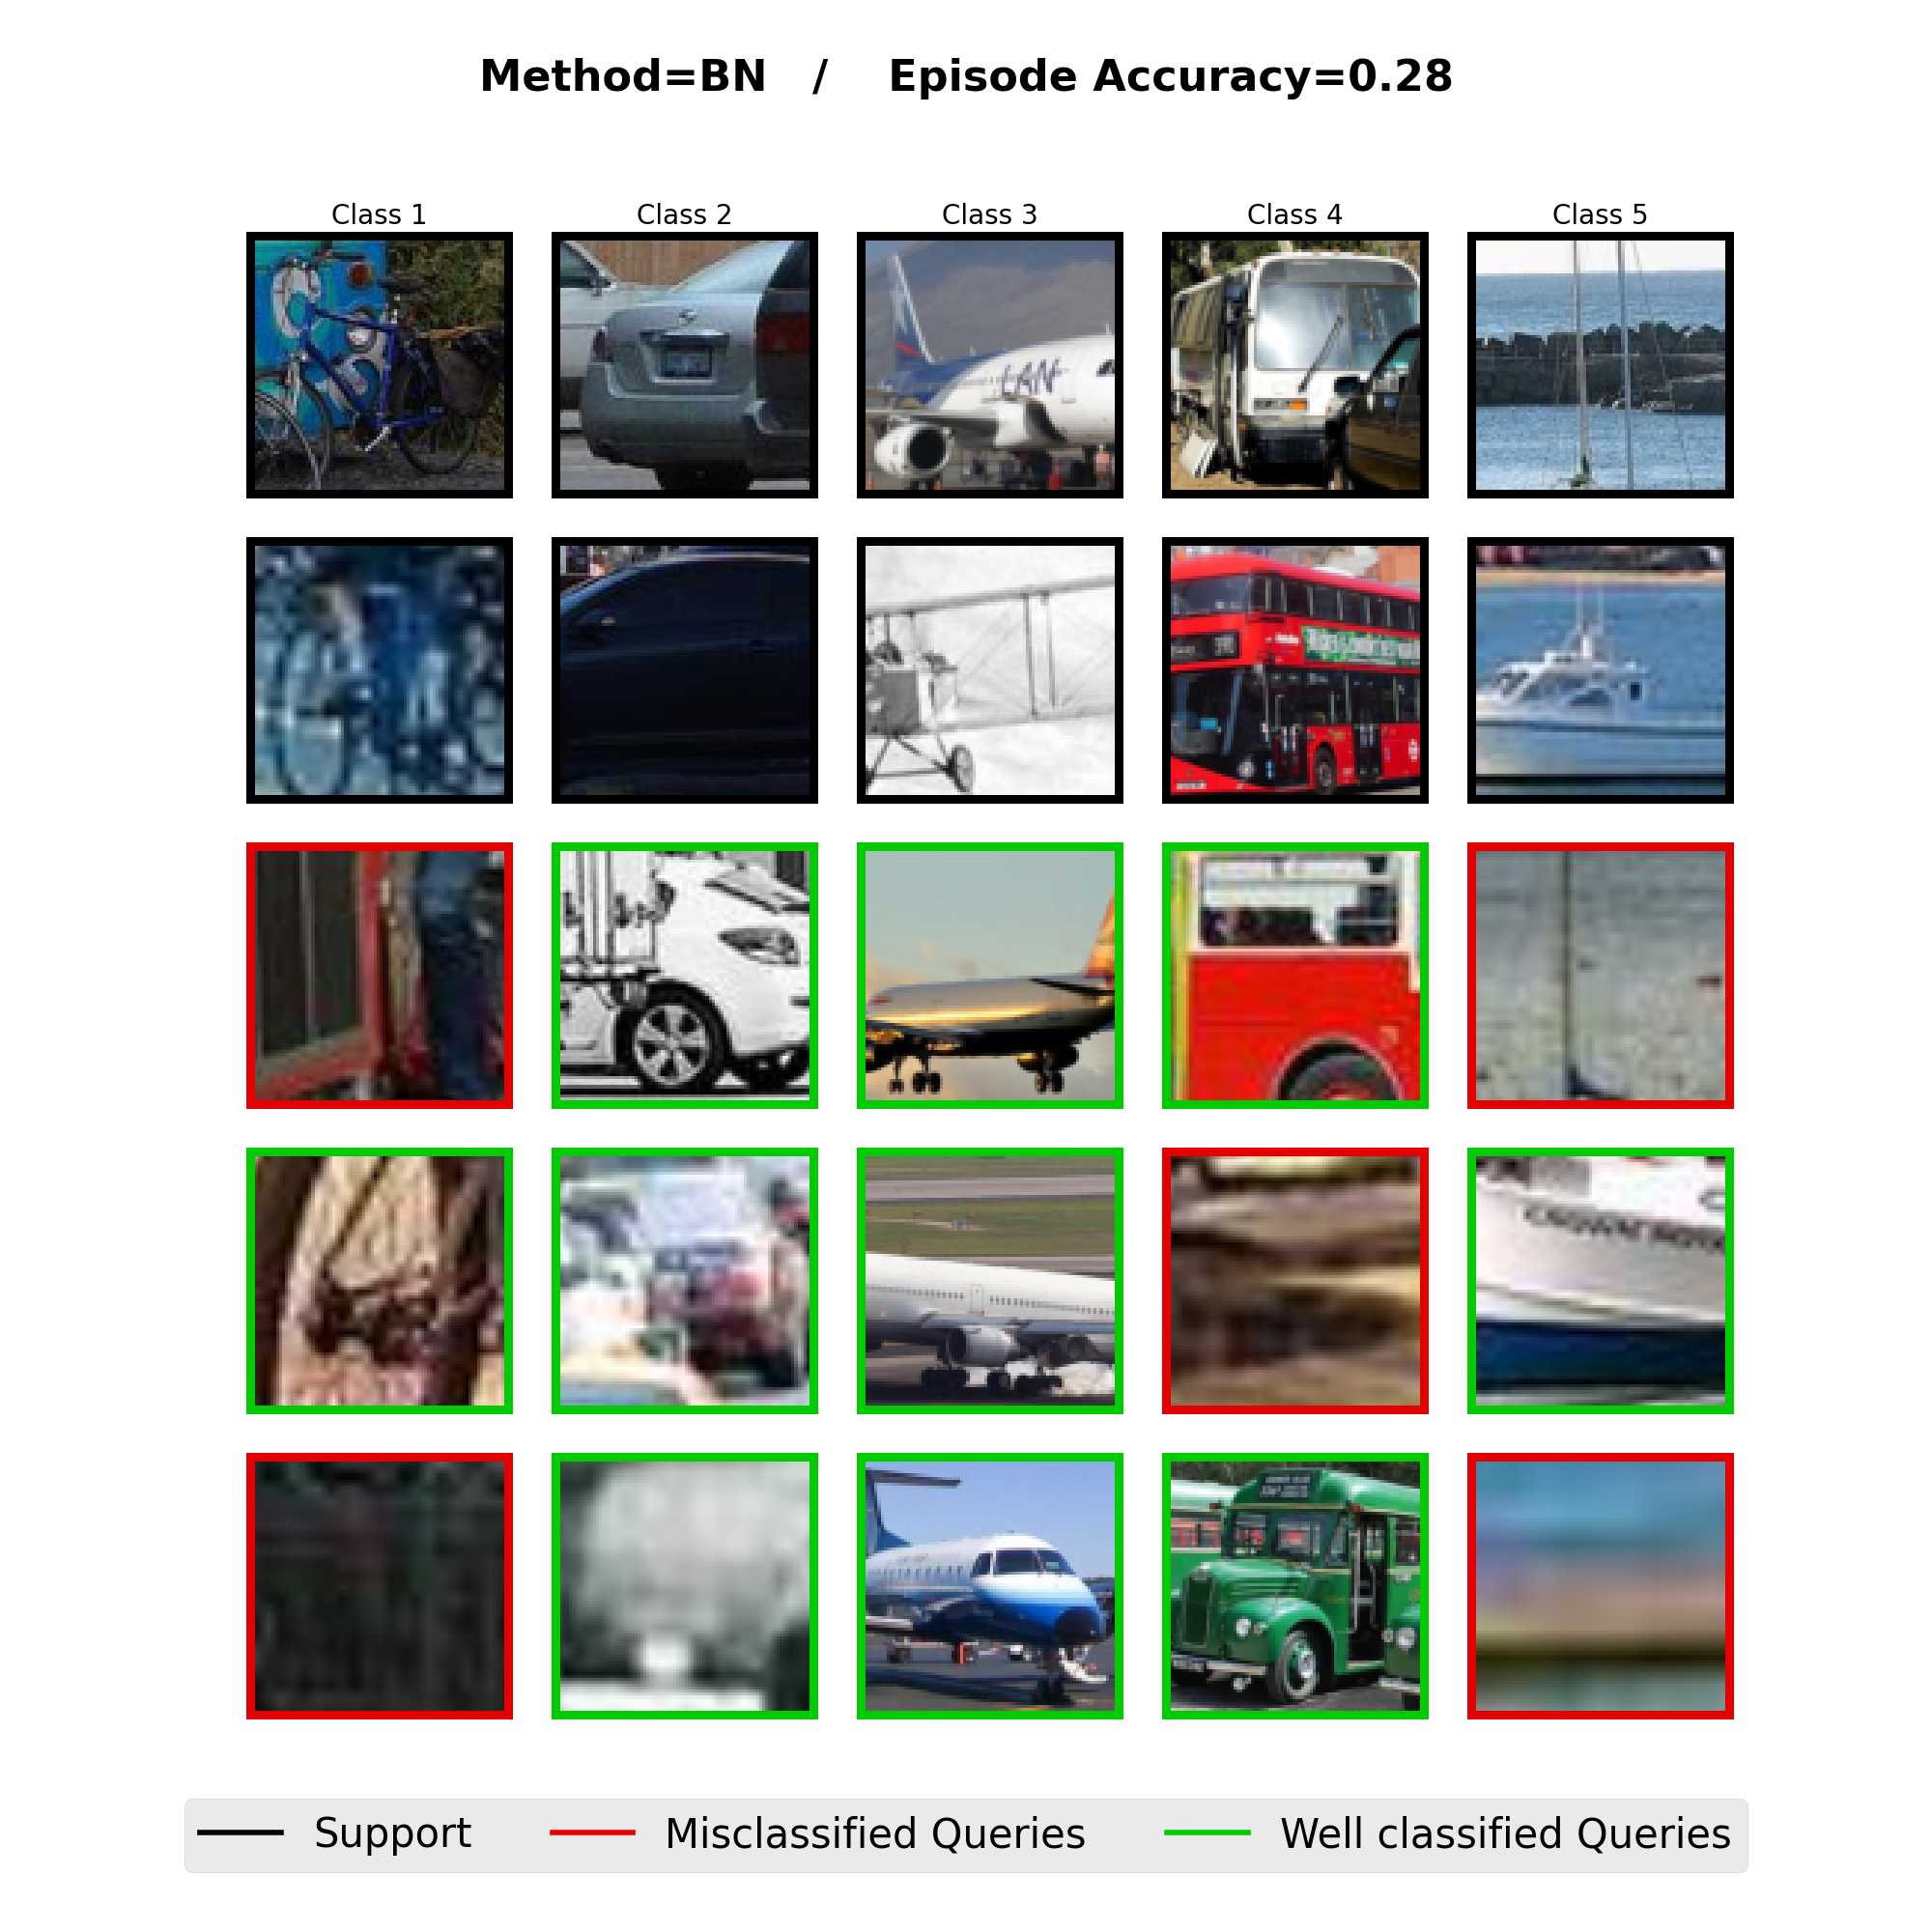 Method=BN / Episode Accuracy=0.28
Class 1
Class 2
Class 3
Class 4
Class 5
LAN
Support
Misclassified Queries
Well classified Queries